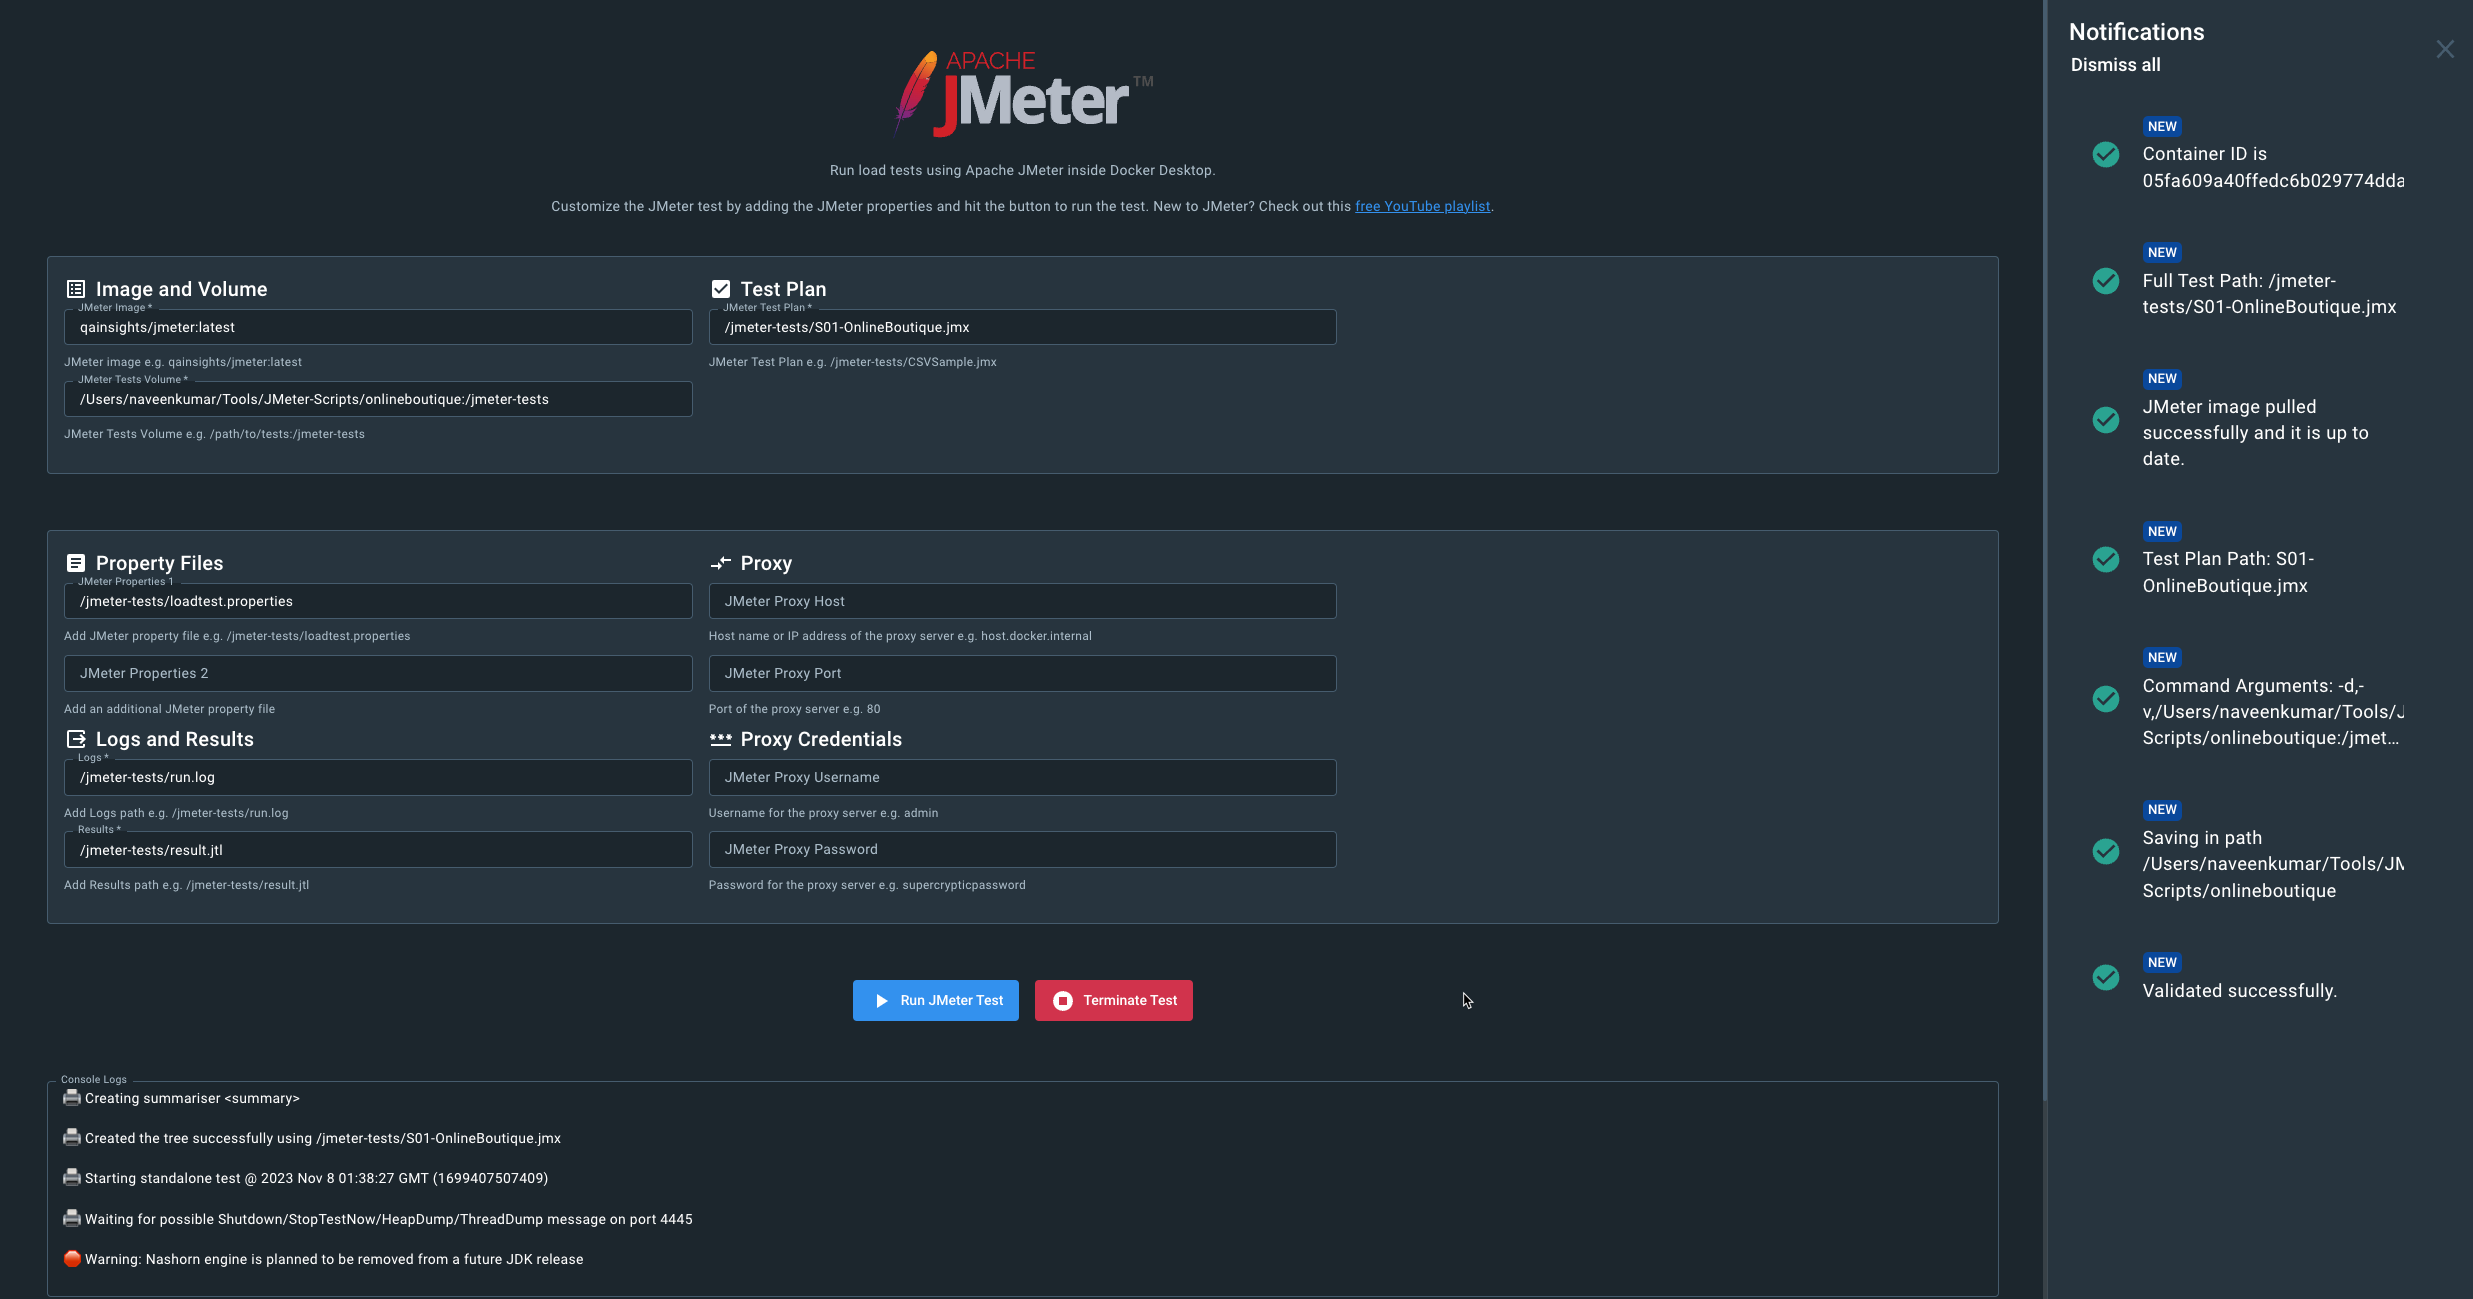 APACHE
JMeter™
Run load tests using Apache JMeter inside Docker Desktop.
Customize the JMeter test by adding the JMeter properties and hit the button to run the test. New to JMeter? Check out this free YouTube playlist.
Image and Volume
JMeter Image *
qainsights/jmeter:latest
JMeter image e.g. qainsights/jmeter:latest
JMeter Tests Volume *
/Users/naveenkumar/Tools/JMeter-Scripts/onlineboutique:/jmeter-tests
JMeter Tests Volume e.g. /path/to/tests:/jmeter-tests
Test Plan
JMeter Test Plan *
/jmeter-tests/S01-OnlineBoutique.jmx
JMeter Test Plan e.g. /jmeter-tests/CSVSample.jmx
Property Files
JMeter Properties 1
/jmeter-tests/loadtest.properties
Add JMeter property file e.g. /jmeter-tests/loadtest.properties
JMeter Properties 2
Add an additional JMeter property file
Logs and Results
Logs *
/jmeter-tests/run.log
Add Logs path e.g. /jmeter-tests/run.log
Results *
/jmeter-tests/result.jtl
Add Results path e.g. /jmeter-tests/result.jtl
Proxy
JMeter Proxy Host
Host name or IP address of the proxy server e.g. host.docker.internal
JMeter Proxy Port
Port of the proxy server e.g. 80
Proxy Credentials
JMeter Proxy Username
Username for the proxy server e.g. admin
JMeter Proxy Password
Password for the proxy server e.g. supercrypticpassword
Run JMeter Test
Terminate Test
Console Logs
Creating summariser <summary>
Created the tree successfully using /jmeter-tests/S01-OnlineBoutique.jmx
Starting standalone test @ 2023 Nov 8 01:38:27 GMT (1699407507409)
Waiting for possible Shutdown/StopTestNow/HeapDump/ThreadDump message on port 4445
Warning: Nashorn engine is planned to be removed from a future JDK release
Notifications
Dismiss all
NEW
Container ID is
05fa609a40ffedc6b029774dda
NEW
Full Test Path: /jmeter-
tests/S01-OnlineBoutique.jmx
NEW
JMeter image pulled
successfully and it is up to
date.
NEW
Test Plan Path: S01-
OnlineBoutique.jmx
NEW
Command Arguments: -d,-
v,/Users/naveenkumar/Tools/J
Scripts/onlineboutique:/jmet...
NEW
Saving in path
/Users/naveenkumar/Tools/JM
Scripts/onlineboutique
NEW
Validated successfully.